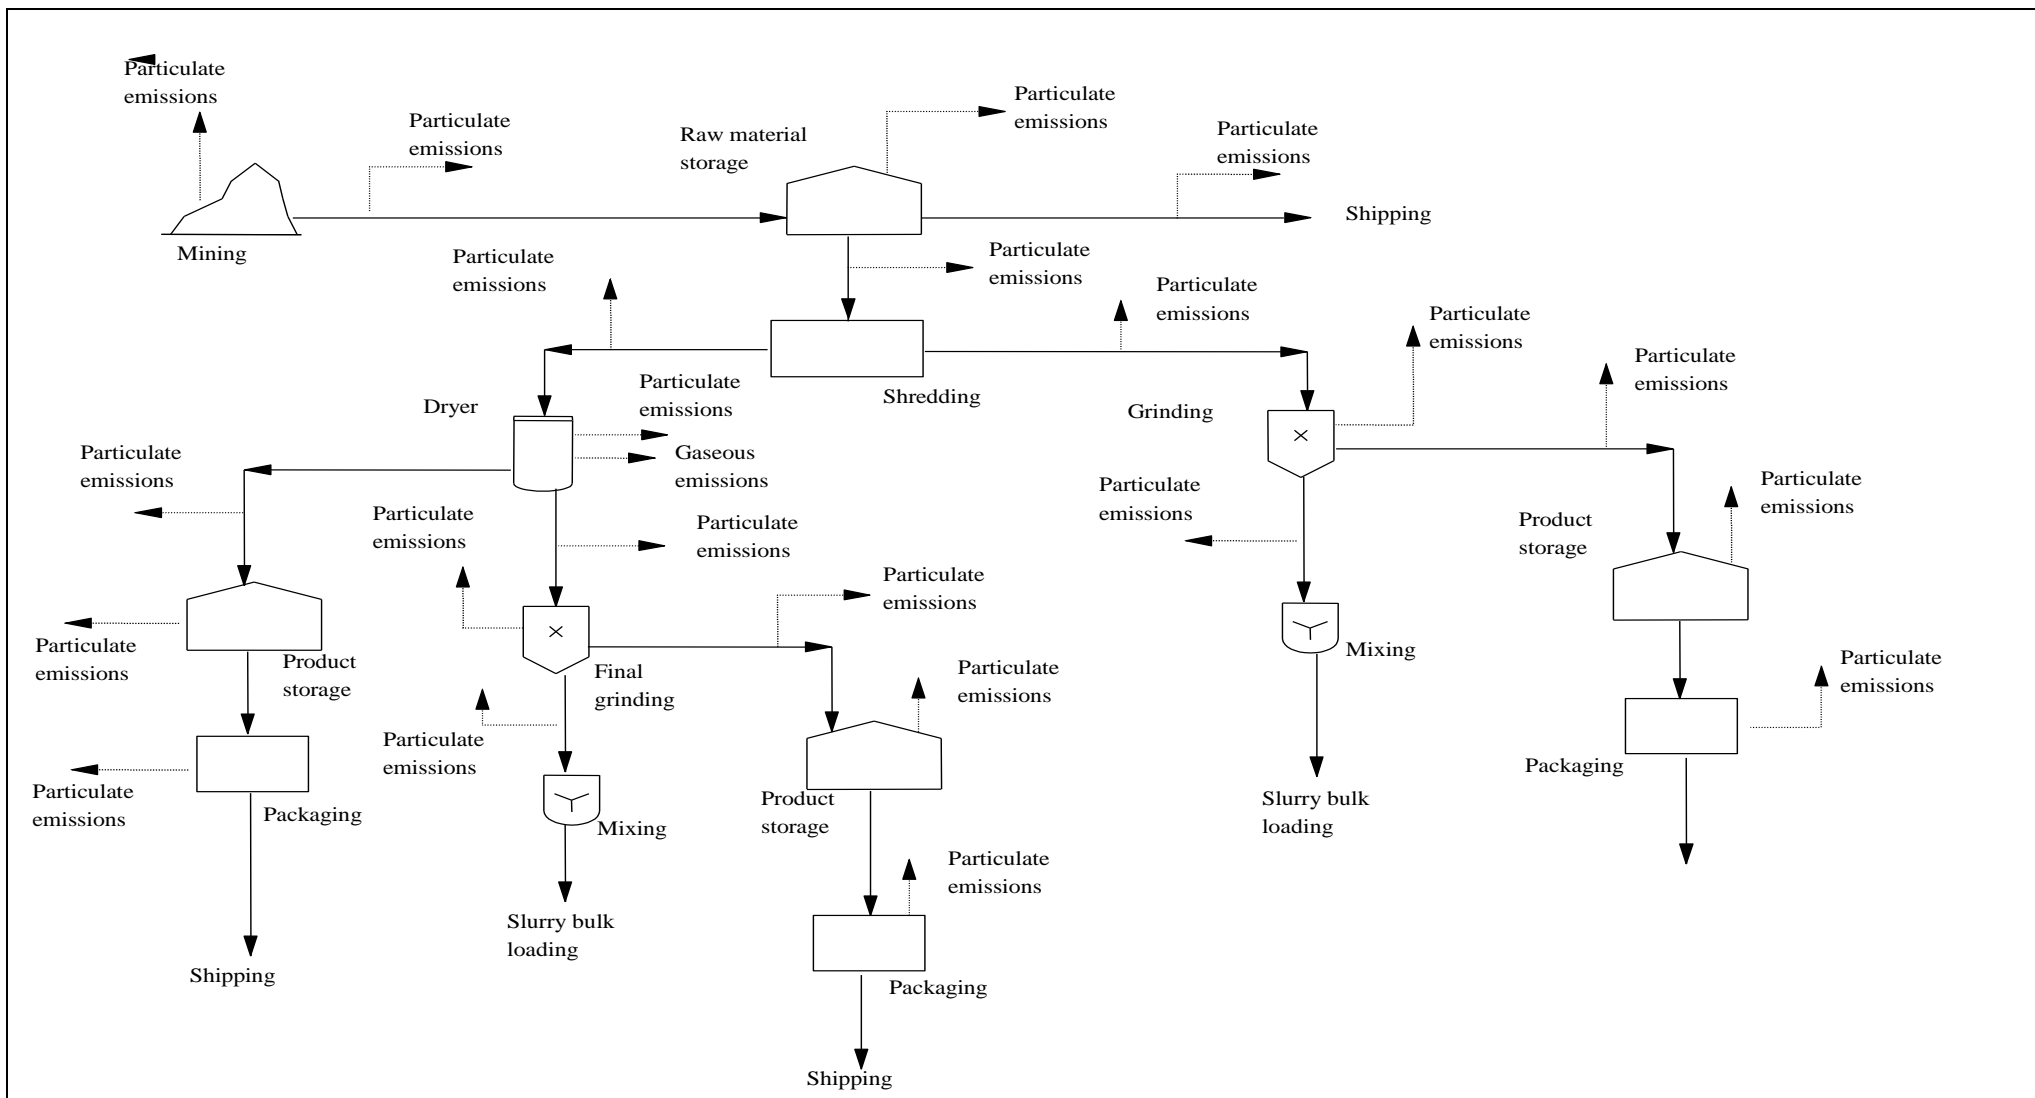 Particulate
emissions
Particulate
emissions
Raw material
storage
Particulate
emissions
Particulate
emissions
Shipping
Mining
Particulate
emissions
Particulate
emissions
Particulate
emissions
Particulate
emissions
Particulate
emissions
Dryer
Particulate
emissions
Shredding
Grinding
Particulate
emissions
Gaseous
emissions
Particulate
emissions
Particulate
emissions
Particulate
emissions
Particulate
emissions
Product
storage
Particulate
emissions
Particulate
emissions
Particulate
emissions
Product
storage
Final
grinding
Particulate
emissions
Mixing
Particulate
emissions
Particulate
emissions
Packaging
Particulate
emissions
Packaging
Mixing
Product
storage
Slurry bulk
loading
Particulate
emissions
Slurry bulk
loading
Shipping
Packaging
Shipping